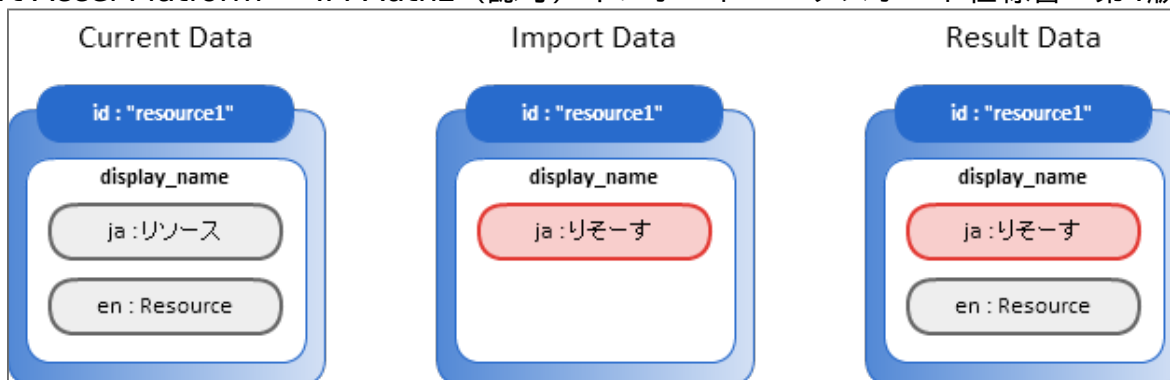 Current Data
Import Data
Result Data
id : "resource1"
id : "resource1"
id : "resource1"
display_name
display_name
display_name
ja :リソース
ja :りそーす
ja :りそーす
en : Resource
en : Resource